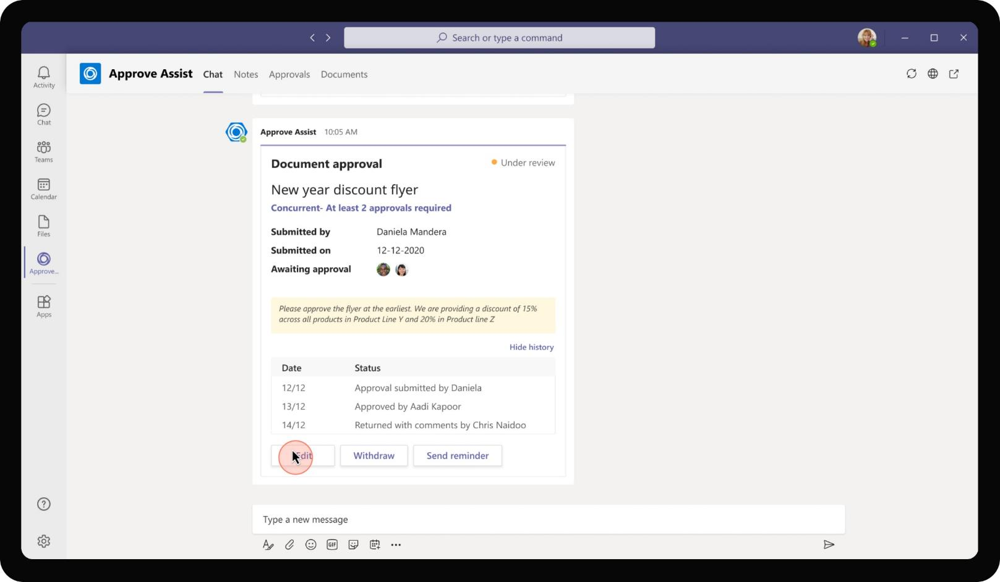 Search or type a command
Activity
Chat
Teams
Calendar
Files
Approve...
Apps
Approve Assist Chat Notes Approvals Documents
Approve Assist 10:05 AM
Document approval Under review
New year discount flyer
Concurrent- At least 2 approvals required
Submitted by Daniela Mandera
Submitted on 12-12-2020
Awaiting approval
Please approve the flyer at the earliest. We are providing a discount of 15%
across all products in Product Line Y and 20% in Product line Z
Hide history
Date Status
12/12 Approval submitted by Daniela
13/12 Approved by Aadi Kapoor
14/12 Returned with comments by Chris Naidoo
Edit Withdraw Send reminder
Type a new message
GIF